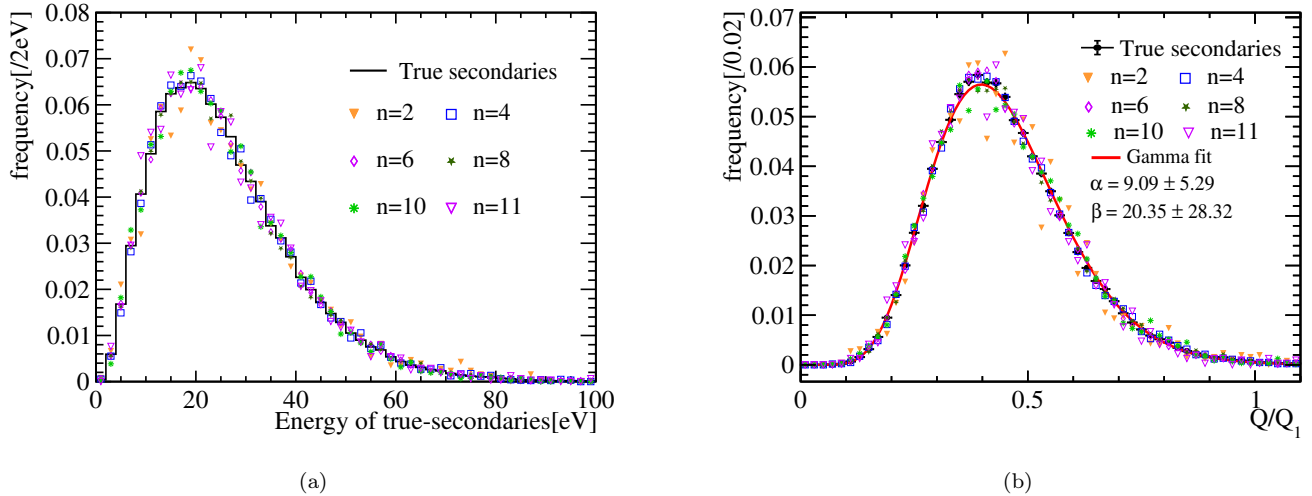 frequency[/2eV]
0.08
0.07
0.06
0.05
0.04
0.03
0.02
0.01
0
True secondaries
n=2 n=4
n=6 n=8
n=10 n=11
0 20 40 60 80 100
Energy of true-secondaries[eV]
(a)
frequency[/0.02]
0.07
0.06
0.05
0.04
0.03
0.02
0.01
0
True secondaries
n=2 n=4
n=6 n=8
n=10 n=11
Gamma fit
α = 9.09 ± 5.29
β = 20.35 ± 28.32
0 0.5 1
Q/Q₁
(b)